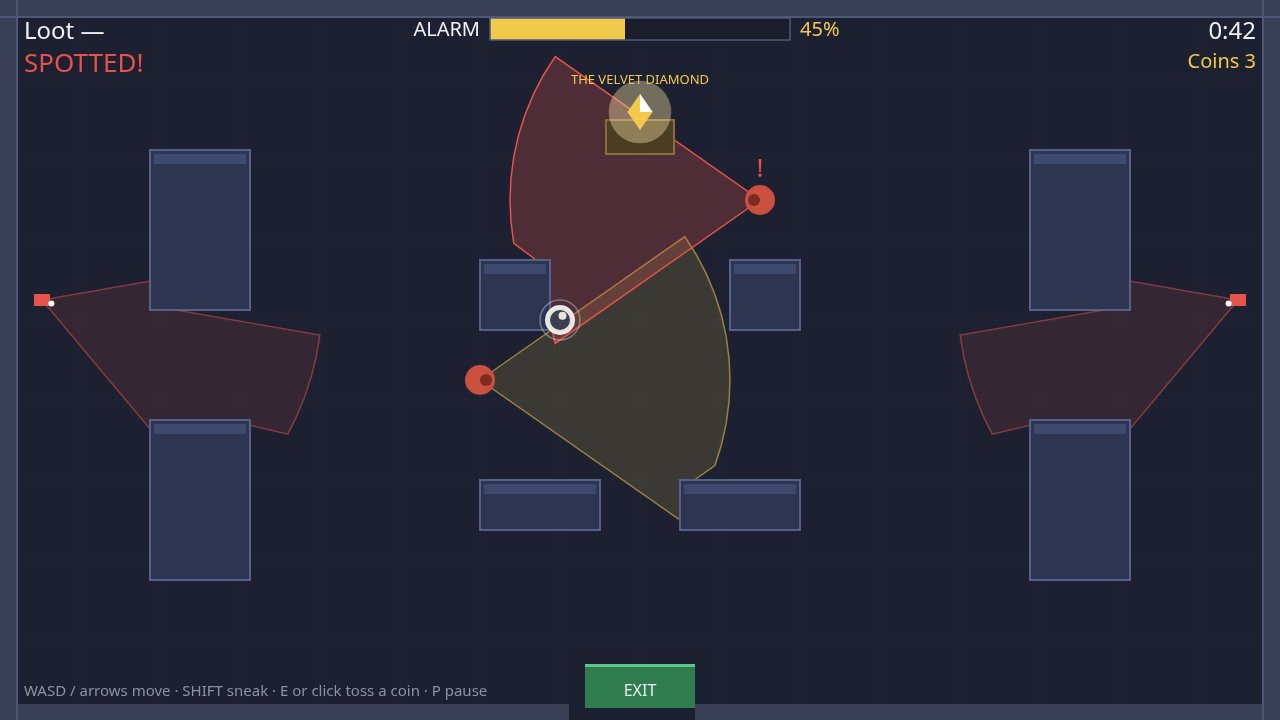 Loot —
ALARM
45%
0:42
SPOTTED!
Coins 3
THE VELVET DIAMOND
!
WASD / arrows move · SHIFT sneak · E or click toss a coin · P pause
EXIT